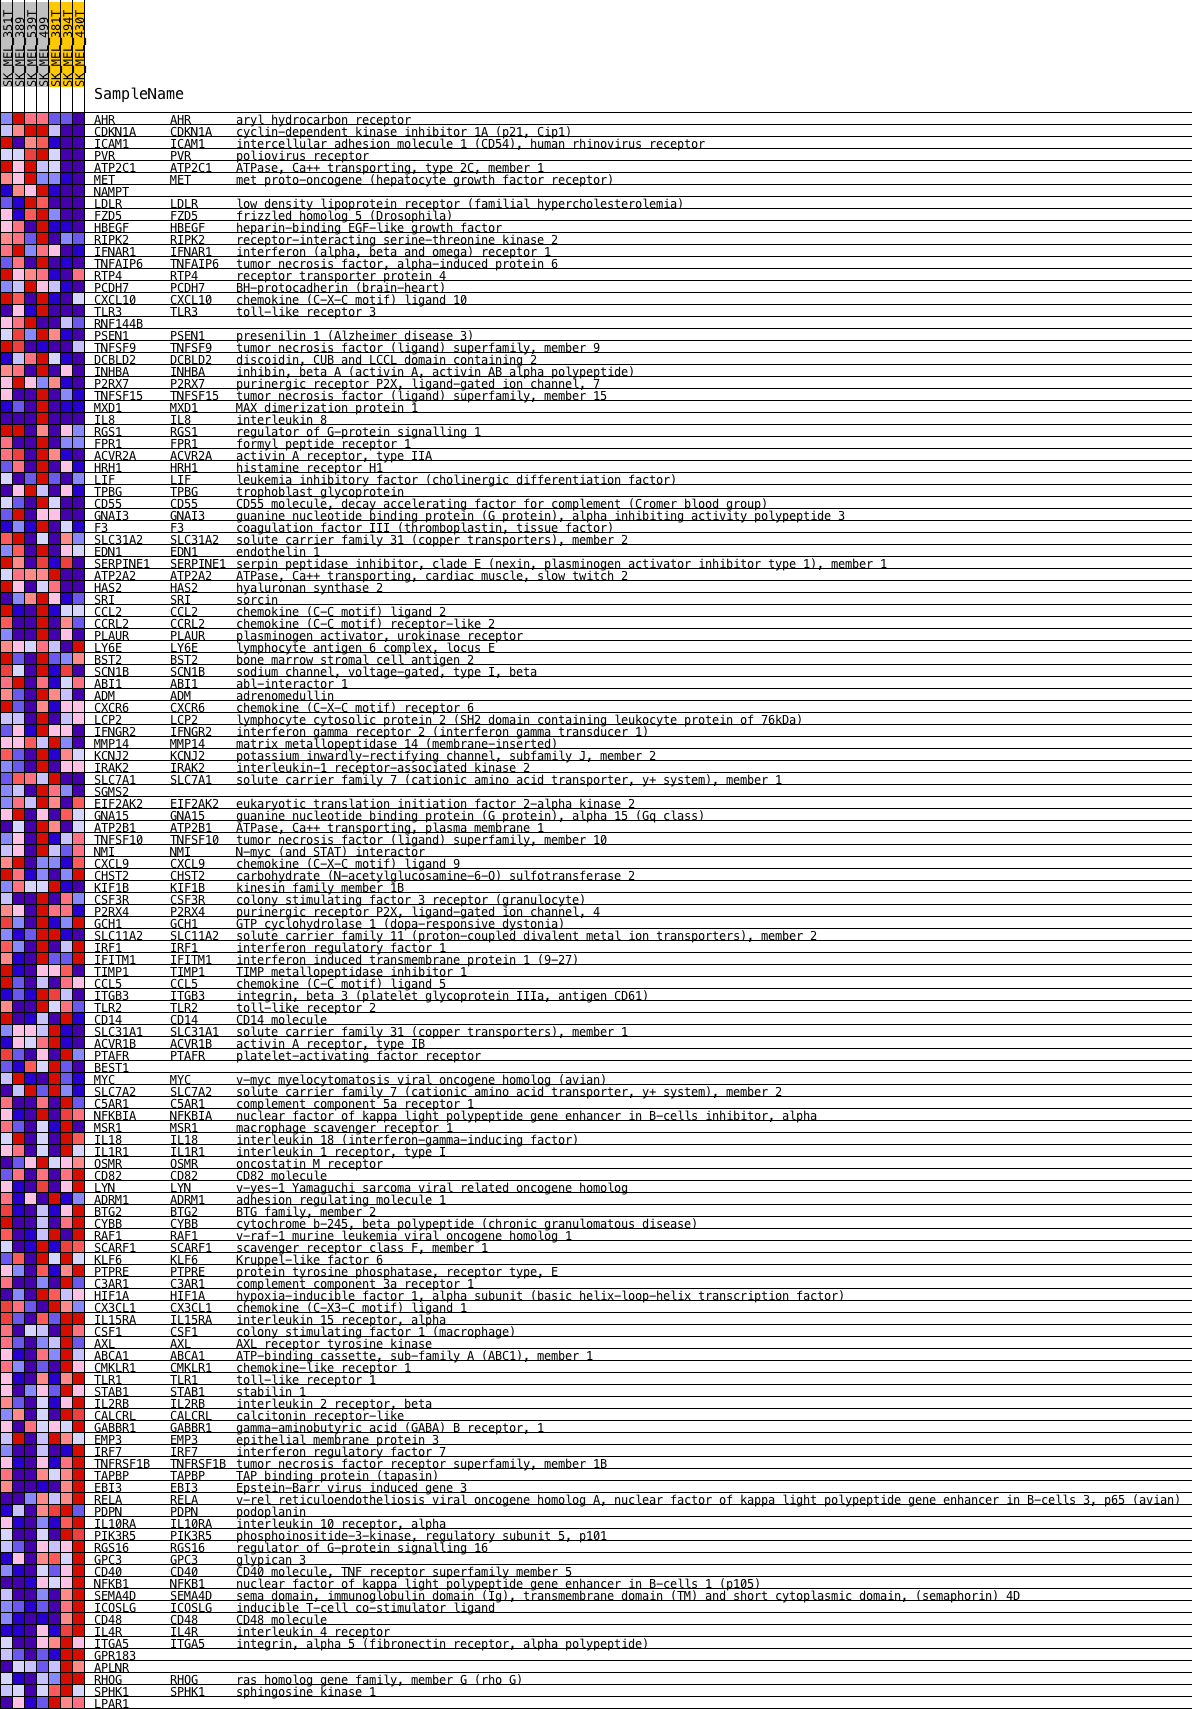 SK_MEL_351T
SK_MEL_389
SK_MEL_539T
SK_MEL_499
SK_MEL_381T
SK_MEL_394T
SK_MEL_430T
SampleName
AHR AHR aryl hydrocarbon receptor
CDKN1A CDKN1A cyclin-dependent kinase inhibitor 1A (p21, Cip1)
ICAM1 ICAM1 intercellular adhesion molecule 1 (CD54), human rhinovirus receptor
PVR PVR poliovirus receptor
ATP2C1 ATP2C1 ATPase, Ca++ transporting, type 2C, member 1
MET MET met proto-oncogene (hepatocyte growth factor receptor)
NAMPT
LDLR LDLR low density lipoprotein receptor (familial hypercholesterolemia)
FZD5 FZD5 frizzled homolog 5 (Drosophila)
HBEGF HBEGF heparin-binding EGF-like growth factor
RIPK2 RIPK2 receptor-interacting serine-threonine kinase 2
IFNAR1 IFNAR1 interferon (alpha, beta and omega) receptor 1
TNFAIP6 TNFAIP6 tumor necrosis factor, alpha-induced protein 6
RTP4 RTP4 receptor transporter protein 4
PCDH7 PCDH7 BH-protocadherin (brain-heart)
CXCL10 CXCL10 chemokine (C-X-C motif) ligand 10
TLR3 TLR3 toll-like receptor 3
RNF144B
PSEN1 PSEN1 presenilin 1 (Alzheimer disease 3)
TNFSF9 TNFSF9 tumor necrosis factor (ligand) superfamily, member 9
DCBLD2 DCBLD2 discoidin, CUB and LCCL domain containing 2
INHBA INHBA inhibin, beta A (activin A, activin AB alpha polypeptide)
P2RX7 P2RX7 purinergic receptor P2X, ligand-gated ion channel, 7
TNFSF15 TNFSF15 tumor necrosis factor (ligand) superfamily, member 15
MXD1 MXD1 MAX dimerization protein 1
IL8 IL8 interleukin 8
RGS1 RGS1 regulator of G-protein signalling 1
FPR1 FPR1 formyl peptide receptor 1
ACVR2A ACVR2A activin A receptor, type IIA
HRH1 HRH1 histamine receptor H1
LIF LIF leukemia inhibitory factor (cholinergic differentiation factor)
TPBG TPBG trophoblast glycoprotein
CD55 CD55 CD55 molecule, decay accelerating factor for complement (Cromer blood group)
GNAI3 GNAI3 guanine nucleotide binding protein (G protein), alpha inhibiting activity polypeptide 3
F3 F3 coagulation factor III (thromboplastin, tissue factor)
SLC31A2 SLC31A2 solute carrier family 31 (copper transporters), member 2
EDN1 EDN1 endothelin 1
SERPINE1 SERPINE1 serpin peptidase inhibitor, clade E (nexin, plasminogen activator inhibitor type 1), member 1
ATP2A2 ATP2A2 ATPase, Ca++ transporting, cardiac muscle, slow twitch 2
HAS2 HAS2 hyaluronan synthase 2
SRI SRI sorcin
CCL2 CCL2 chemokine (C-C motif) ligand 2
CCRL2 CCRL2 chemokine (C-C motif) receptor-like 2
PLAUR PLAUR plasminogen activator, urokinase receptor
LY6E LY6E lymphocyte antigen 6 complex, locus E
BST2 BST2 bone marrow stromal cell antigen 2
SCN1B SCN1B sodium channel, voltage-gated, type I, beta
ABI1 ABI1 abl-interactor 1
ADM ADM adrenomedullin
CXCR6 CXCR6 chemokine (C-X-C motif) receptor 6
LCP2 LCP2 lymphocyte cytosolic protein 2 (SH2 domain containing leukocyte protein of 76kDa)
IFNGR2 IFNGR2 interferon gamma receptor 2 (interferon gamma transducer 1)
MMP14 MMP14 matrix metallopeptidase 14 (membrane-inserted)
KCNJ2 KCNJ2 potassium inwardly-rectifying channel, subfamily J, member 2
IRAK2 IRAK2 interleukin-1 receptor-associated kinase 2
SLC7A1 SLC7A1 solute carrier family 7 (cationic amino acid transporter, y+ system), member 1
SGMS2
EIF2AK2 EIF2AK2 eukaryotic translation initiation factor 2-alpha kinase 2
GNA15 GNA15 guanine nucleotide binding protein (G protein), alpha 15 (Gq class)
ATP2B1 ATP2B1 ATPase, Ca++ transporting, plasma membrane 1
TNFSF10 TNFSF10 tumor necrosis factor (ligand) superfamily, member 10
NMI NMI N-myc (and STAT) interactor
CXCL9 CXCL9 chemokine (C-X-C motif) ligand 9
CHST2 CHST2 carbohydrate (N-acetylglucosamine-6-O) sulfotransferase 2
KIF1B KIF1B kinesin family member 1B
CSF3R CSF3R colony stimulating factor 3 receptor (granulocyte)
P2RX4 P2RX4 purinergic receptor P2X, ligand-gated ion channel, 4
GCH1 GCH1 GTP cyclohydrolase 1 (dopa-responsive dystonia)
SLC11A2 SLC11A2 solute carrier family 11 (proton-coupled divalent metal ion transporters), member 2
IRF1 IRF1 interferon regulatory factor 1
IFITM1 IFITM1 interferon induced transmembrane protein 1 (9-27)
TIMP1 TIMP1 TIMP metallopeptidase inhibitor 1
CCL5 CCL5 chemokine (C-C motif) ligand 5
ITGB3 ITGB3 integrin, beta 3 (platelet glycoprotein IIIa, antigen CD61)
TLR2 TLR2 toll-like receptor 2
CD14 CD14 CD14 molecule
SLC31A1 SLC31A1 solute carrier family 31 (copper transporters), member 1
ACVR1B ACVR1B activin A receptor, type IB
PTAFR PTAFR platelet-activating factor receptor
BEST1
MYC MYC v-myc myelocytomatosis viral oncogene homolog (avian)
SLC7A2 SLC7A2 solute carrier family 7 (cationic amino acid transporter, y+ system), member 2
C5AR1 C5AR1 complement component 5a receptor 1
NFKBIA NFKBIA nuclear factor of kappa light polypeptide gene enhancer in B-cells inhibitor, alpha
MSR1 MSR1 macrophage scavenger receptor 1
IL18 IL18 interleukin 18 (interferon-gamma-inducing factor)
IL1R1 IL1R1 interleukin 1 receptor, type I
OSMR OSMR oncostatin M receptor
CD82 CD82 CD82 molecule
LYN LYN v-yes-1 Yamaguchi sarcoma viral related oncogene homolog
ADRM1 ADRM1 adhesion regulating molecule 1
BTG2 BTG2 BTG family, member 2
CYBB CYBB cytochrome b-245, beta polypeptide (chronic granulomatous disease)
RAF1 RAF1 v-raf-1 murine leukemia viral oncogene homolog 1
SCARF1 SCARF1 scavenger receptor class F, member 1
KLF6 KLF6 Kruppel-like factor 6
PTPRE PTPRE protein tyrosine phosphatase, receptor type, E
C3AR1 C3AR1 complement component 3a receptor 1
HIF1A HIF1A hypoxia-inducible factor 1, alpha subunit (basic helix-loop-helix transcription factor)
CX3CL1 CX3CL1 chemokine (C-X3-C motif) ligand 1
IL15RA IL15RA interleukin 15 receptor, alpha
CSF1 CSF1 colony stimulating factor 1 (macrophage)
AXL AXL AXL receptor tyrosine kinase
ABCA1 ABCA1 ATP-binding cassette, sub-family A (ABC1), member 1
CMKLR1 CMKLR1 chemokine-like receptor 1
TLR1 TLR1 toll-like receptor 1
STAB1 STAB1 stabilin 1
IL2RB IL2RB interleukin 2 receptor, beta
CALCRL CALCRL calcitonin receptor-like
GABBR1 GABBR1 gamma-aminobutyric acid (GABA) B receptor, 1
EMP3 EMP3 epithelial membrane protein 3
IRF7 IRF7 interferon regulatory factor 7
TNFRSF1B TNFRSF1B tumor necrosis factor receptor superfamily, member 1B
TAPBP TAPBP TAP binding protein (tapasin)
EBI3 EBI3 Epstein-Barr virus induced gene 3
RELA RELA v-rel reticuloendotheliosis viral oncogene homolog A, nuclear factor of kappa light polypeptide gene enhancer in B-cells 3, p65 (avian)
PDPN PDPN podoplanin
IL10RA IL10RA interleukin 10 receptor, alpha
PIK3R5 PIK3R5 phosphoinositide-3-kinase, regulatory subunit 5, p101
RGS16 RGS16 regulator of G-protein signalling 16
GPC3 GPC3 glypican 3
CD40 CD40 CD40 molecule, TNF receptor superfamily member 5
NFKB1 NFKB1 nuclear factor of kappa light polypeptide gene enhancer in B-cells 1 (p105)
SEMA4D SEMA4D sema domain, immunoglobulin domain (Ig), transmembrane domain (TM) and short cytoplasmic domain, (semaphorin) 4D
ICOSLG ICOSLG inducible T-cell co-stimulator ligand
CD48 CD48 CD48 molecule
IL4R IL4R interleukin 4 receptor
ITGA5 ITGA5 integrin, alpha 5 (fibronectin receptor, alpha polypeptide)
GPR183
APLNR
RHOG RHOG ras homolog gene family, member G (rho G)
SPHK1 SPHK1 sphingosine kinase 1
LPAR1